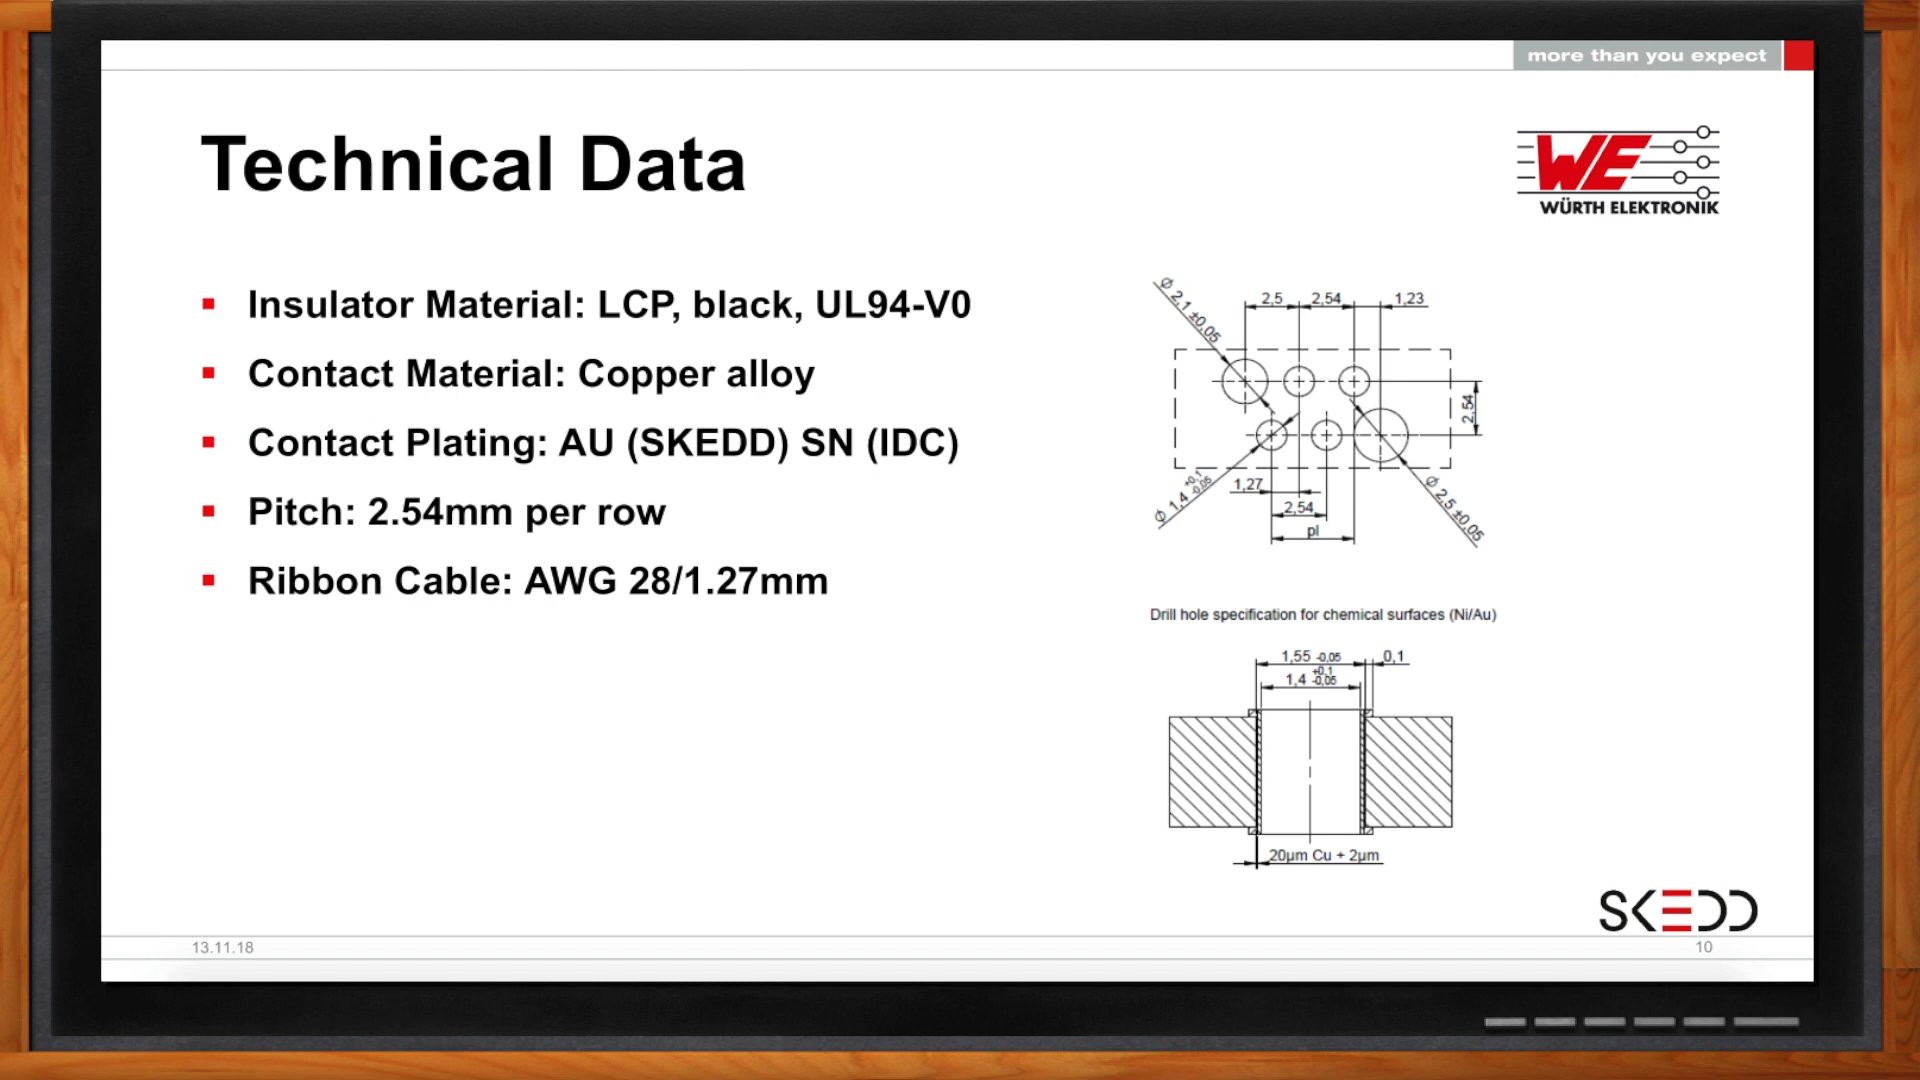 more than you expect
Technical Data
WE
WÜRTH ELEKTRONIK
Insulator Material: LCP, black, UL94-V0
Contact Material: Copper alloy
Contact Plating: AU (SKEDD) SN (IDC)
Pitch: 2.54mm per row
Ribbon Cable: AWG 28/1.27mm
2,5 2,54 1,23
Ø 2,1 ±0,05
2,54
Ø 1,4 +0,1 -0,05
1,27
2,54
pl
Ø 2,5 ±0,05
Drill hole specification for chemical surfaces (Ni/Au)
1,55 -0,05 0,1
1,4 +0,1 -0,05
20µm Cu + 2µm
SKEDD
13.11.18 10